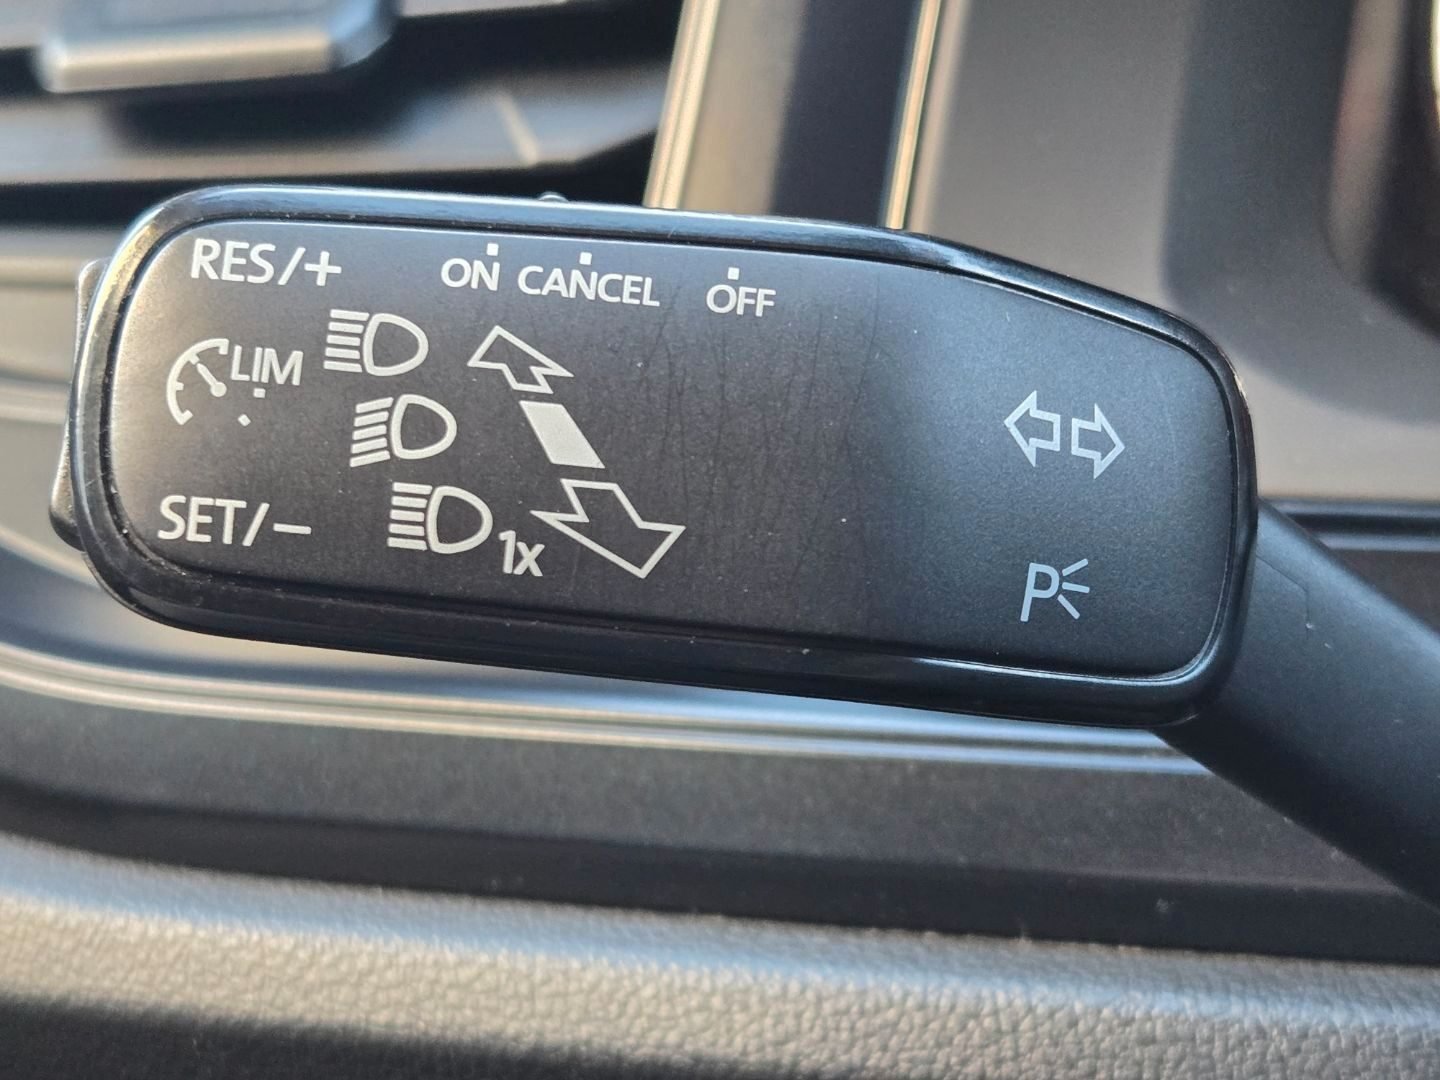 RES/+
ON CANCEL OFF
LIM
SET/−
1x
P